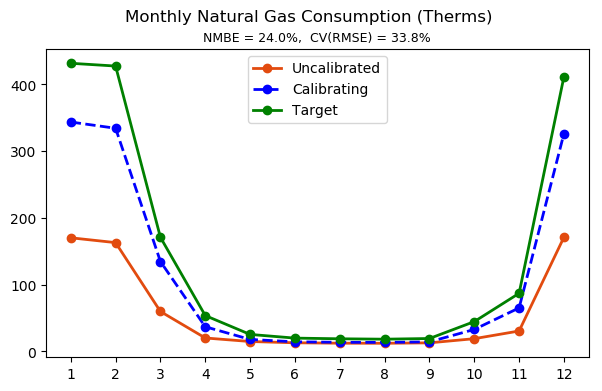 Monthly Natural Gas Consumption (Therms)
NMBE = 24.0%,  CV(RMSE) = 33.8%
Uncalibrated
Calibrating
Target
400
300
200
100
0
1 2 3 4 5 6 7 8 9 10 11 12